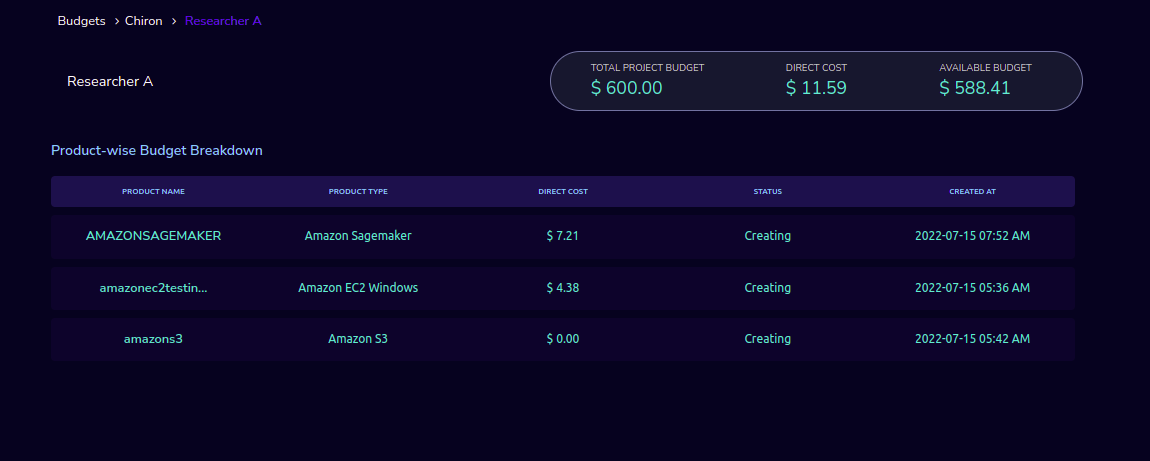 Budgets > Chiron > Researcher A
Researcher A
TOTAL PROJECT BUDGET DIRECT COST AVAILABLE BUDGET
$ 600.00 $ 11.59 $ 588.41
Product-wise Budget Breakdown
PRODUCT NAME PRODUCT TYPE DIRECT COST STATUS CREATED AT
AMAZONSAGEMAKER Amazon Sagemaker $ 7.21 Creating 2022-07-15 07:52 AM
amazonec2testin... Amazon EC2 Windows $ 4.38 Creating 2022-07-15 05:36 AM
amazons3 Amazon S3 $ 0.00 Creating 2022-07-15 05:42 AM